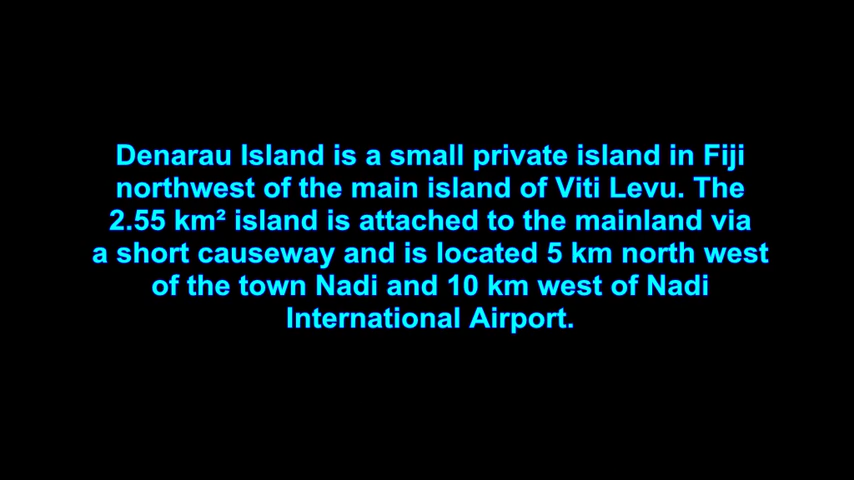 Denarau Island is a small private island in Fiji
northwest of the main island of Viti Levu. The
2.55 km² island is attached to the mainland via
a short causeway and is located 5 km north west
of the town Nadi and 10 km west of Nadi
International Airport.